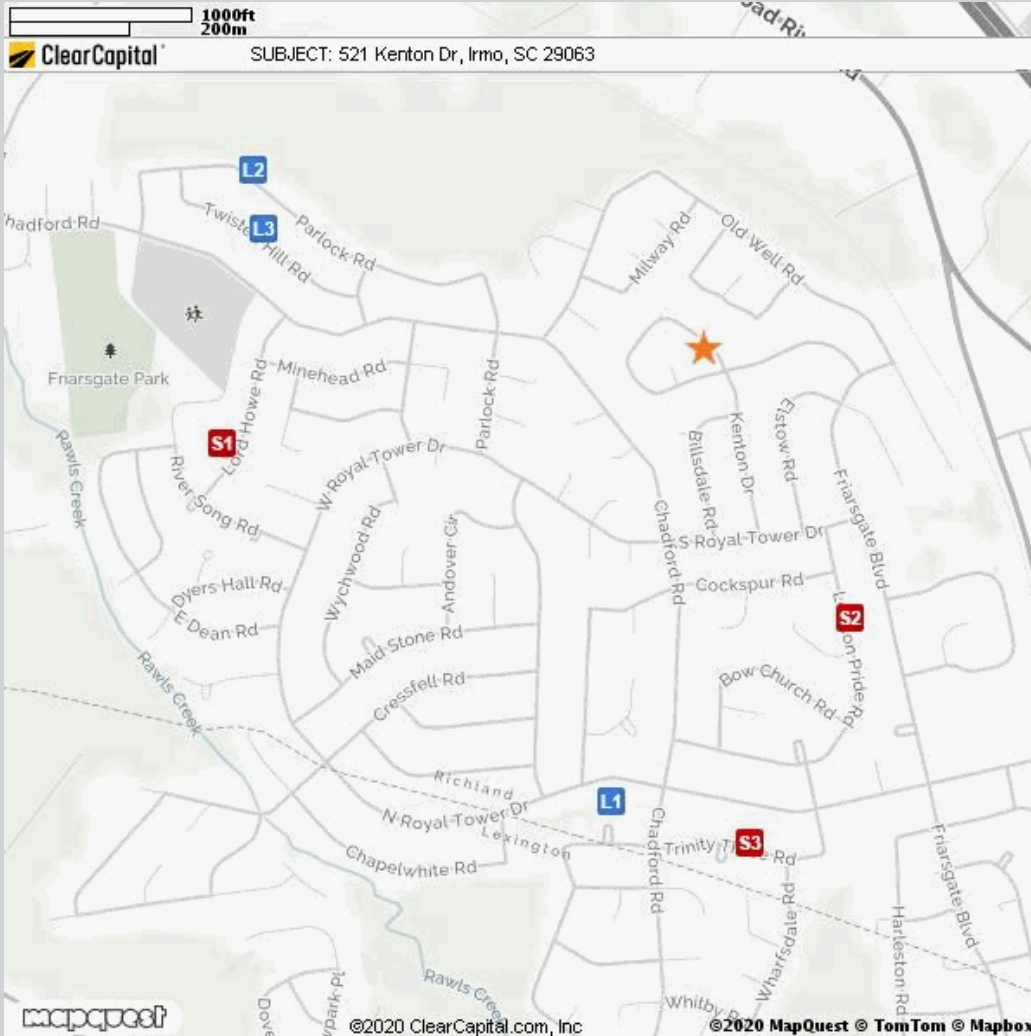 1000ft
200m
ClearCapital
SUBJECT: 521 Kenton Dr, Irmo, SC 29063
L2
L3
Parlock Rd
Hill Rd
Milway Rd
Old Well Rd
Friarsgate Park
Minehead Rd
Lord Howe Rd
Parlock Rd
S1
W Royal Tower Dr
River Song Rd
Rawls Creek
Wychwood Rd
Andover Cir
Billsdale Rd
Kenton Dr
Elstow Rd
Friarsgate Blvd
Chadford Rd
S Royal Tower Dr
Cockspur Rd
Dyers Hall Rd
E Dean Rd
Maid Stone Rd
Cressfell Rd
S2
Bow Church Rd
Rawls Creek
Richland
Lexington
N Royal Tower Dr
L1
Chapelwhite Rd
Chadford Rd
Trinity
S3
Rd
Wharfsdale Rd
Harleston Rd
Friarsgate Blvd
Rawls Creek
Whitby
mapquest
©2020 ClearCapital.com, Inc
©2020 MapQuest © TomTom © Mapbox